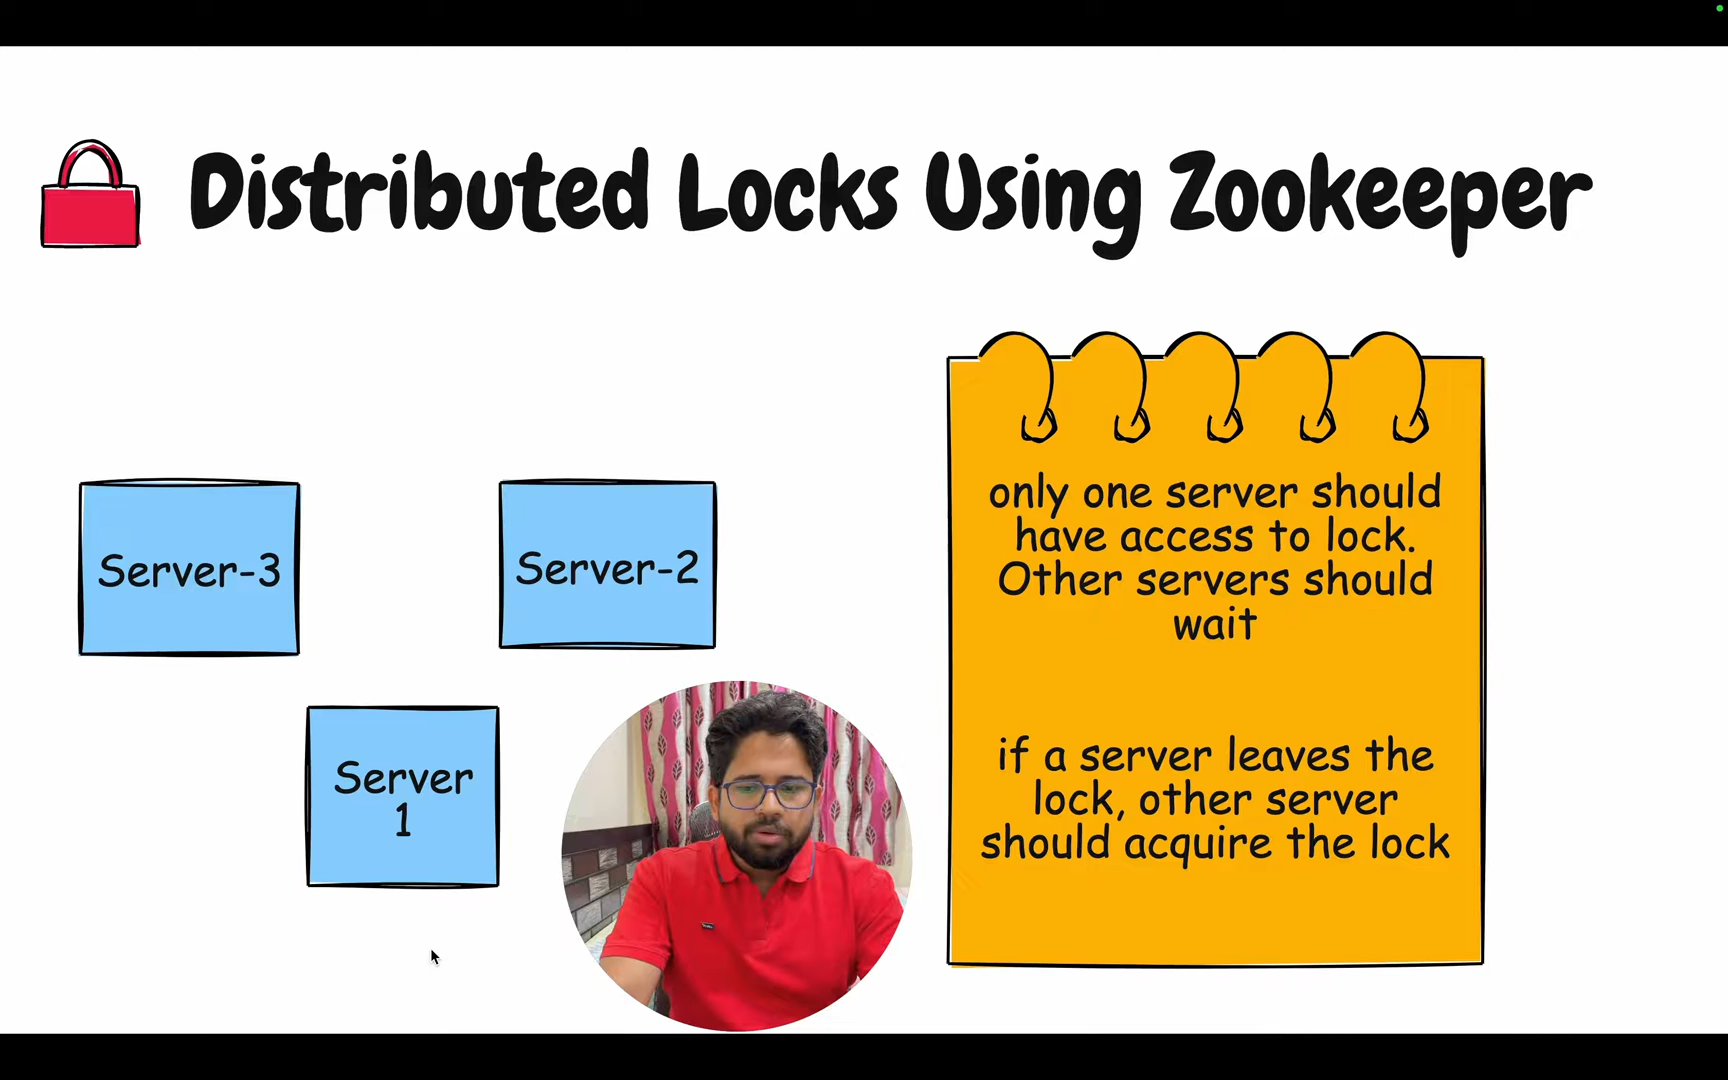 Distributed Locks Using Zookeeper
Server-3
Server-2
Server
1
only one server should
have access to lock.
Other servers should
wait
if a server leaves the
lock, other server
should acquire the lock